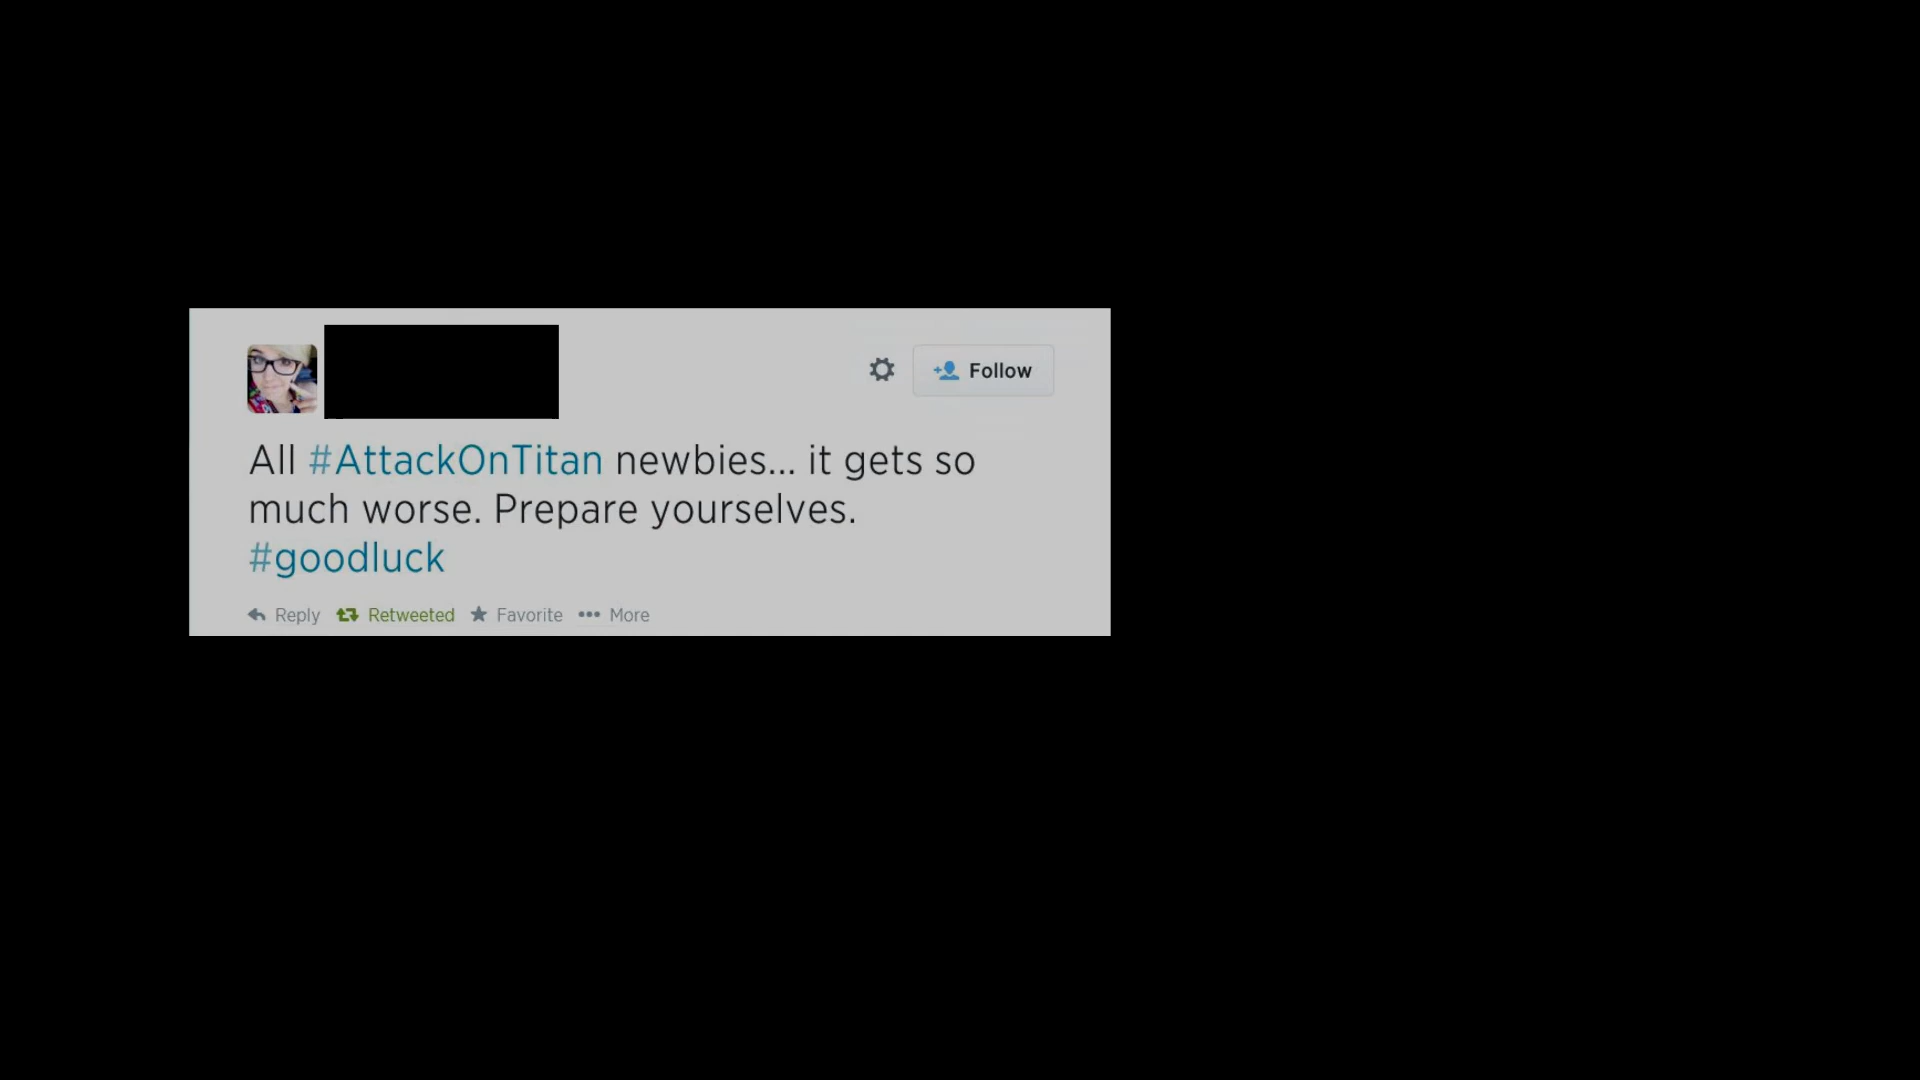 Follow
All #AttackOnTitan newbies... it gets so
much worse. Prepare yourselves.
#goodluck
Reply Retweeted Favorite More